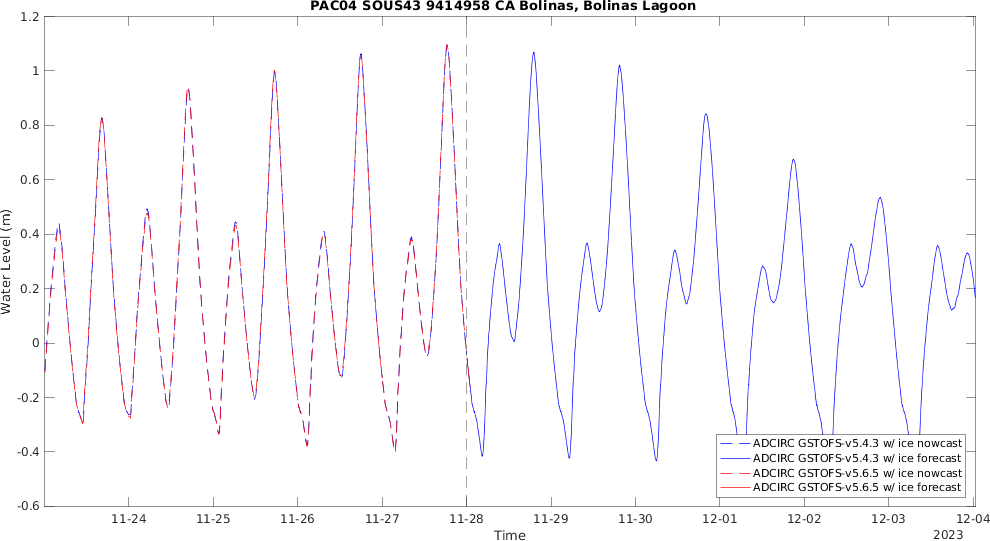 PAC04 SOUS43 9414958 CA Bolinas, Bolinas Lagoon
1.2
1
0.8
0.6
0.4
0.2
0
-0.2
-0.4
-0.6
Water Level (m)
ADCIRC GSTOFS-v5.4.3 w/ ice nowcast
ADCIRC GSTOFS-v5.4.3 w/ ice forecast
ADCIRC GSTOFS-v5.6.5 w/ ice nowcast
ADCIRC GSTOFS-v5.6.5 w/ ice forecast
11-24 11-25 11-26 11-27 11-28 11-29 11-30 12-01 12-02 12-03 12-04
Time
2023